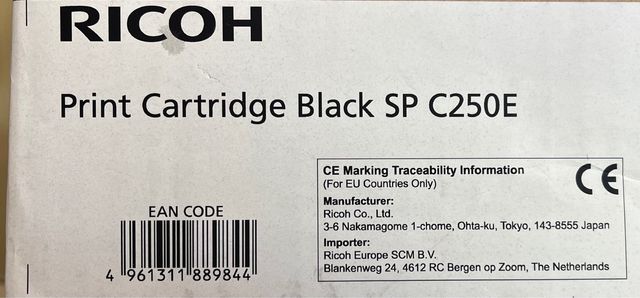 RICOH
Print Cartridge Black SP C250E
CE Marking Traceability Information
(For EU Countries Only)
CE
Manufacturer:
Ricoh Co., Ltd.
3-6 Nakamagome 1-chome, Ohta-ku, Tokyo, 143-8555 Japan
Importer:
Ricoh Europe SCM B.V.
Blankenweg 24, 4612 RC Bergen op Zoom, The Netherlands
EAN CODE
4 961311 889844